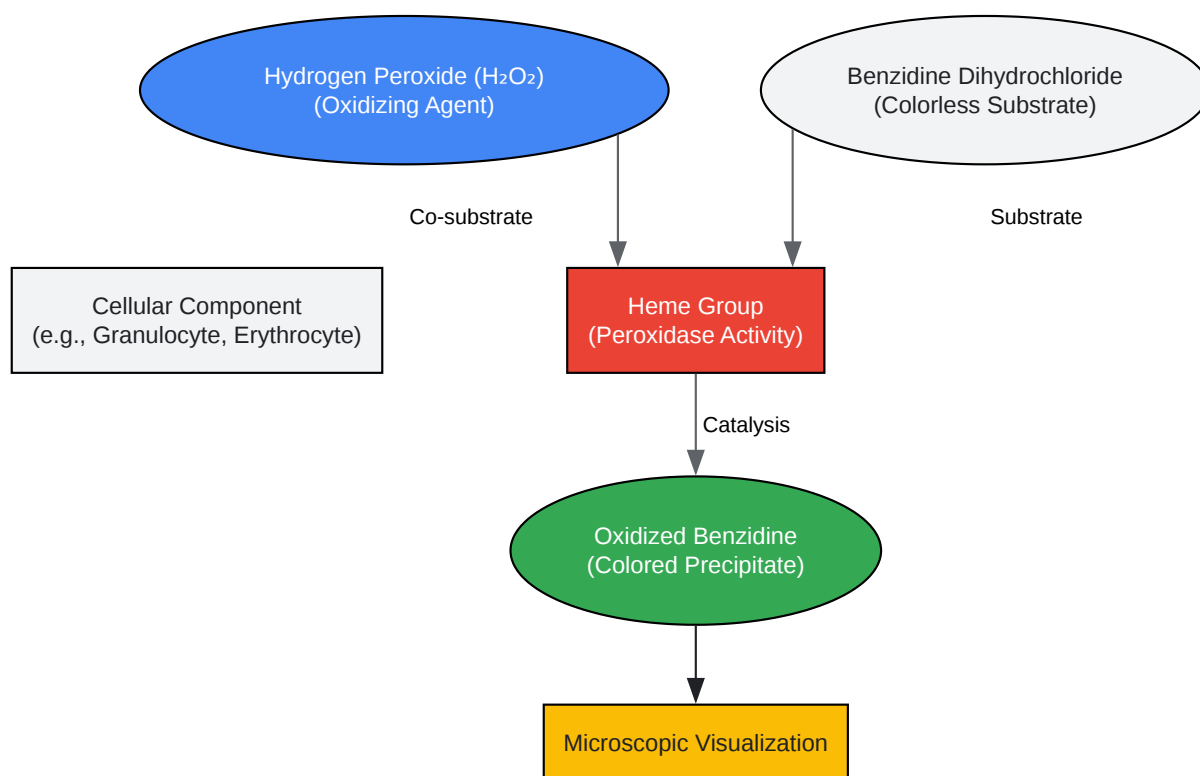 Hydrogen Peroxide (H₂O₂)
(Oxidizing Agent)
Benzidine Dihydrochloride
(Colorless Substrate)
Co-substrate
Substrate
Cellular Component
(e.g., Granulocyte, Erythrocyte)
Heme Group
(Peroxidase Activity)
Catalysis
Oxidized Benzidine
(Colored Precipitate)
Microscopic Visualization